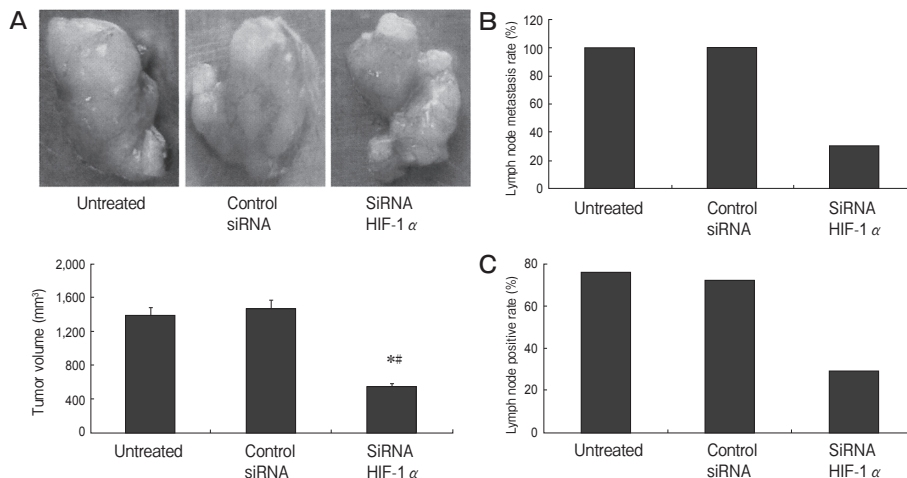 A
Untreated
Control
siRNA
SiRNA
HIF-1 α
Tumor volume (mm³)
2,000
1,600
1,200
800
400
0
*#
Untreated
Control
siRNA
SiRNA
HIF-1 α
B
Lymph node metastasis rate (%)
120
100
80
60
40
20
0
Untreated
Control
siRNA
SiRNA
HIF-1 α
C
Lymph node positive rate (%)
80
60
40
20
0
Untreated
Control
siRNA
SiRNA
HIF-1 α